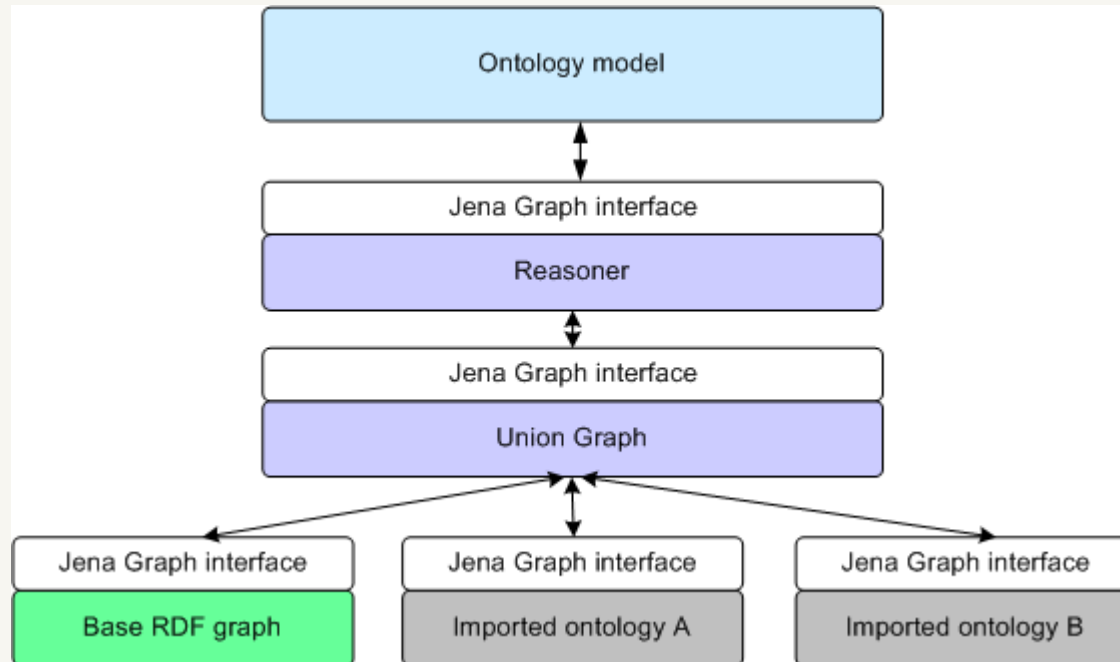 Ontology model
Jena Graph interface
Reasoner
Jena Graph interface
Union Graph
Jena Graph interface
Jena Graph interface
Jena Graph interface
Base RDF graph
Imported ontology A
Imported ontology B